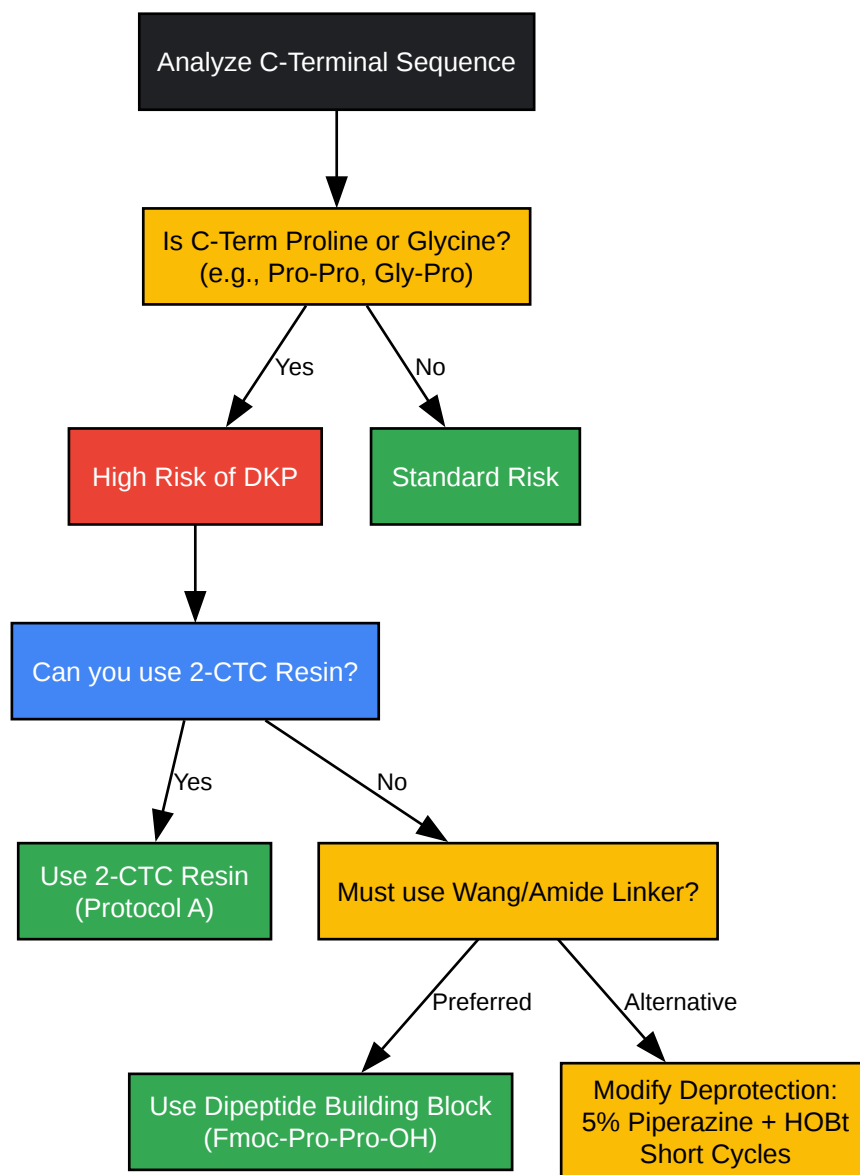 Analyze C-Terminal Sequence
Is C-Term Proline or Glycine?
(e.g., Pro-Pro, Gly-Pro)
Yes
No
High Risk of DKP
Standard Risk
Can you use 2-CTC Resin?
Yes
No
Use 2-CTC Resin
(Protocol A)
Must use Wang/Amide Linker?
Preferred
Alternative
Use Dipeptide Building Block
(Fmoc-Pro-Pro-OH)
Modify Deprotection:
5% Piperazine + HOBt
Short Cycles